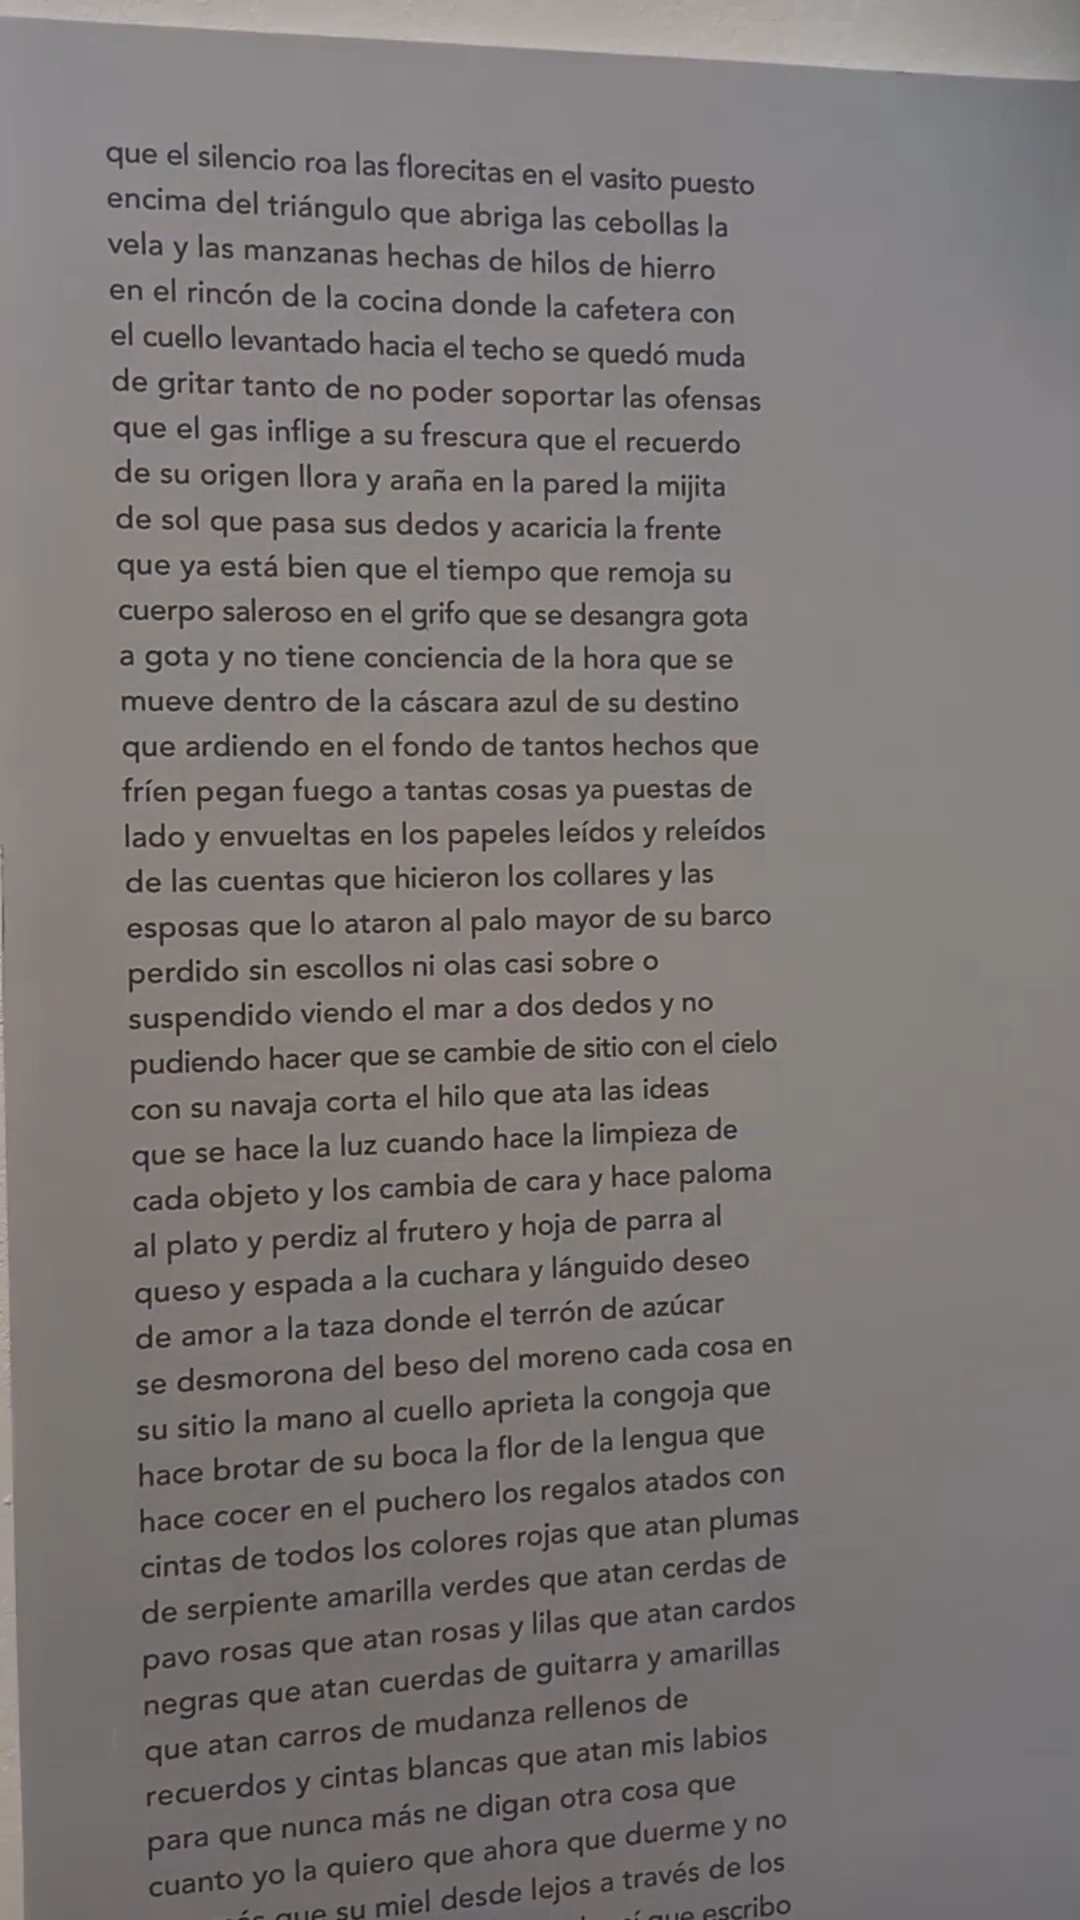 que el silencio roa las florecitas en el vasito puesto
encima del triángulo que abriga las cebollas la
vela y las manzanas hechas de hilos de hierro
en el rincón de la cocina donde la cafetera con
el cuello levantado hacia el techo se quedó muda
de gritar tanto de no poder soportar las ofensas
que el gas inflige a su frescura que el recuerdo
de su origen llora y araña en la pared la mijita
de sol que pasa sus dedos y acaricia la frente
que ya está bien que el tiempo que remoja su
cuerpo saleroso en el grifo que se desangra gota
a gota y no tiene conciencia de la hora que se
mueve dentro de la cáscara azul de su destino
que ardiendo en el fondo de tantos hechos que
fríen pegan fuego a tantas cosas ya puestas de
lado y envueltas en los papeles leídos y releídos
de las cuentas que hicieron los collares y las
esposas que lo ataron al palo mayor de su barco
perdido sin escollos ni olas casi sobre o
suspendido viendo el mar a dos dedos y no
pudiendo hacer que se cambie de sitio con el cielo
con su navaja corta el hilo que ata las ideas
que se hace la luz cuando hace la limpieza de
cada objeto y los cambia de cara y hace paloma
al plato y perdiz al frutero y hoja de parra al
queso y espada a la cuchara y lánguido deseo
de amor a la taza donde el terrón de azúcar
se desmorona del beso del moreno cada cosa en
su sitio la mano al cuello aprieta la congoja que
hace brotar de su boca la flor de la lengua que
hace cocer en el puchero los regalos atados con
cintas de todos los colores rojas que atan plumas
de serpiente amarilla verdes que atan cerdas de
pavo rosas que atan rosas y lilas que atan cardos
negras que atan cuerdas de guitarra y amarillas
que atan carros de mudanza rellenos de
recuerdos y cintas blancas que atan mis labios
para que nunca más ne digan otra cosa que
cuanto yo la quiero que ahora que duerme y no
que su miel desde lejos a través de los
que escribo